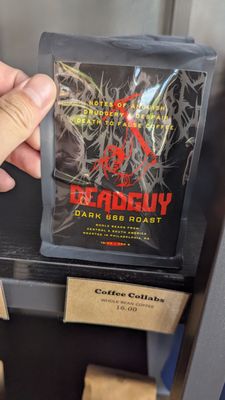 NOTES OF ANGUISH
DRUDGERY & DESPAIR
DEATH TO FALSE COFFEE
DEADGUY
DARK 666 ROAST
WHOLE BEANS FROM
CENTRAL & SOUTH AMERICA
ROASTED IN PHILADELPHIA, PA
Coffee Collabs
WHOLE BEAN COFFEE
16.00